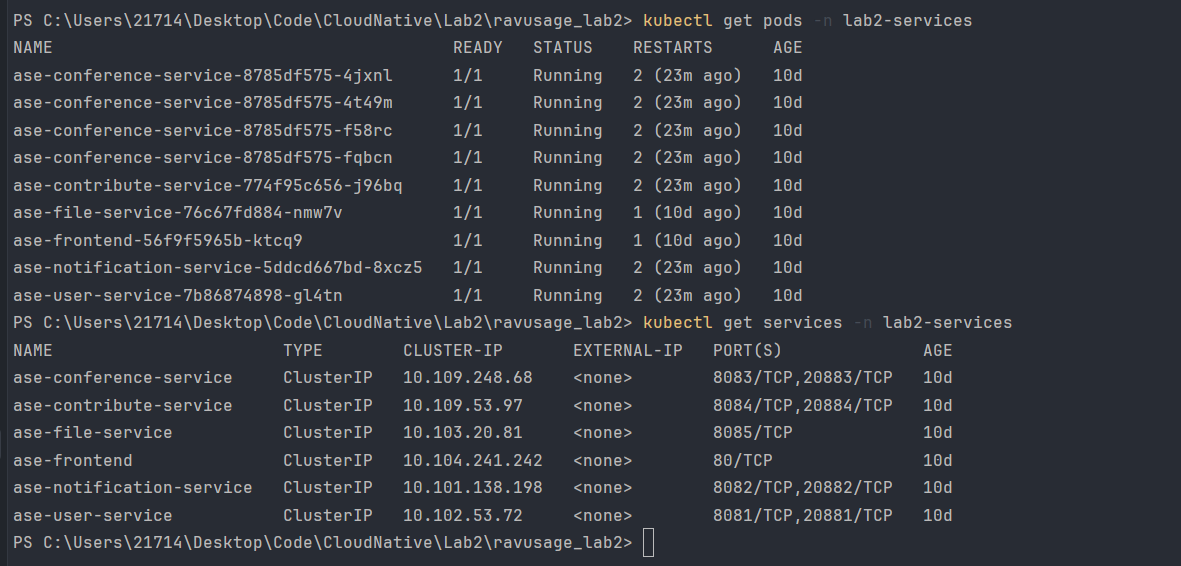 PS C:\Users\21714\Desktop\Code\CloudNative\Lab2\ravusage_lab2> kubectl get pods -n lab2-services
NAME READY STATUS RESTARTS AGE
ase-conference-service-8785df575-4jxnl 1/1 Running 2 (23m ago) 10d
ase-conference-service-8785df575-4t49m 1/1 Running 2 (23m ago) 10d
ase-conference-service-8785df575-f58rc 1/1 Running 2 (23m ago) 10d
ase-conference-service-8785df575-fqbcn 1/1 Running 2 (23m ago) 10d
ase-contribute-service-774f95c656-j96bq 1/1 Running 2 (23m ago) 10d
ase-file-service-76c67fd884-nmw7v 1/1 Running 1 (10d ago) 10d
ase-frontend-56f9f5965b-ktcq9 1/1 Running 1 (10d ago) 10d
ase-notification-service-5ddcd667bd-8xcz5 1/1 Running 2 (23m ago) 10d
ase-user-service-7b86874898-gl4tn 1/1 Running 2 (23m ago) 10d
PS C:\Users\21714\Desktop\Code\CloudNative\Lab2\ravusage_lab2> kubectl get services -n lab2-services
NAME TYPE CLUSTER-IP EXTERNAL-IP PORT(S) AGE
ase-conference-service ClusterIP 10.109.248.68 <none> 8083/TCP,20883/TCP 10d
ase-contribute-service ClusterIP 10.109.53.97 <none> 8084/TCP,20884/TCP 10d
ase-file-service ClusterIP 10.103.20.81 <none> 8085/TCP 10d
ase-frontend ClusterIP 10.104.241.242 <none> 80/TCP 10d
ase-notification-service ClusterIP 10.101.138.198 <none> 8082/TCP,20882/TCP 10d
ase-user-service ClusterIP 10.102.53.72 <none> 8081/TCP,20881/TCP 10d
PS C:\Users\21714\Desktop\Code\CloudNative\Lab2\ravusage_lab2>